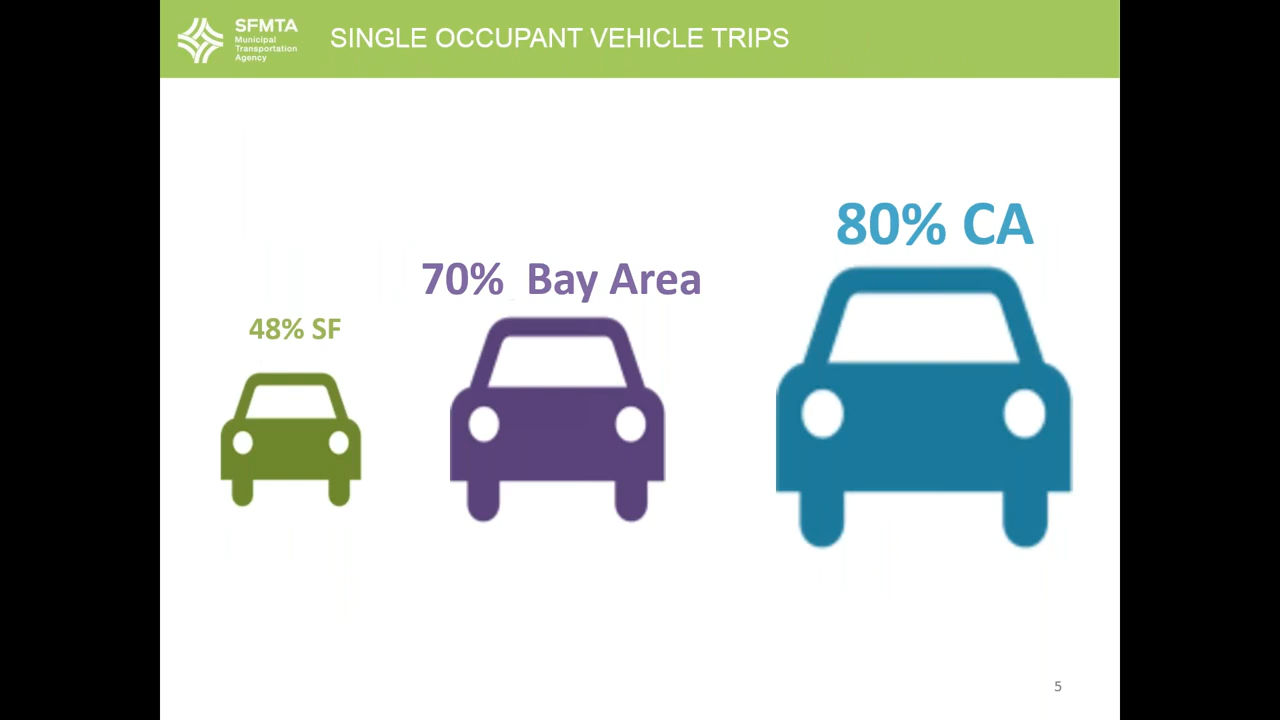 SFMTA
Municipal
Transportation
Agency
SINGLE OCCUPANT VEHICLE TRIPS
80% CA
70% Bay Area
48% SF
5